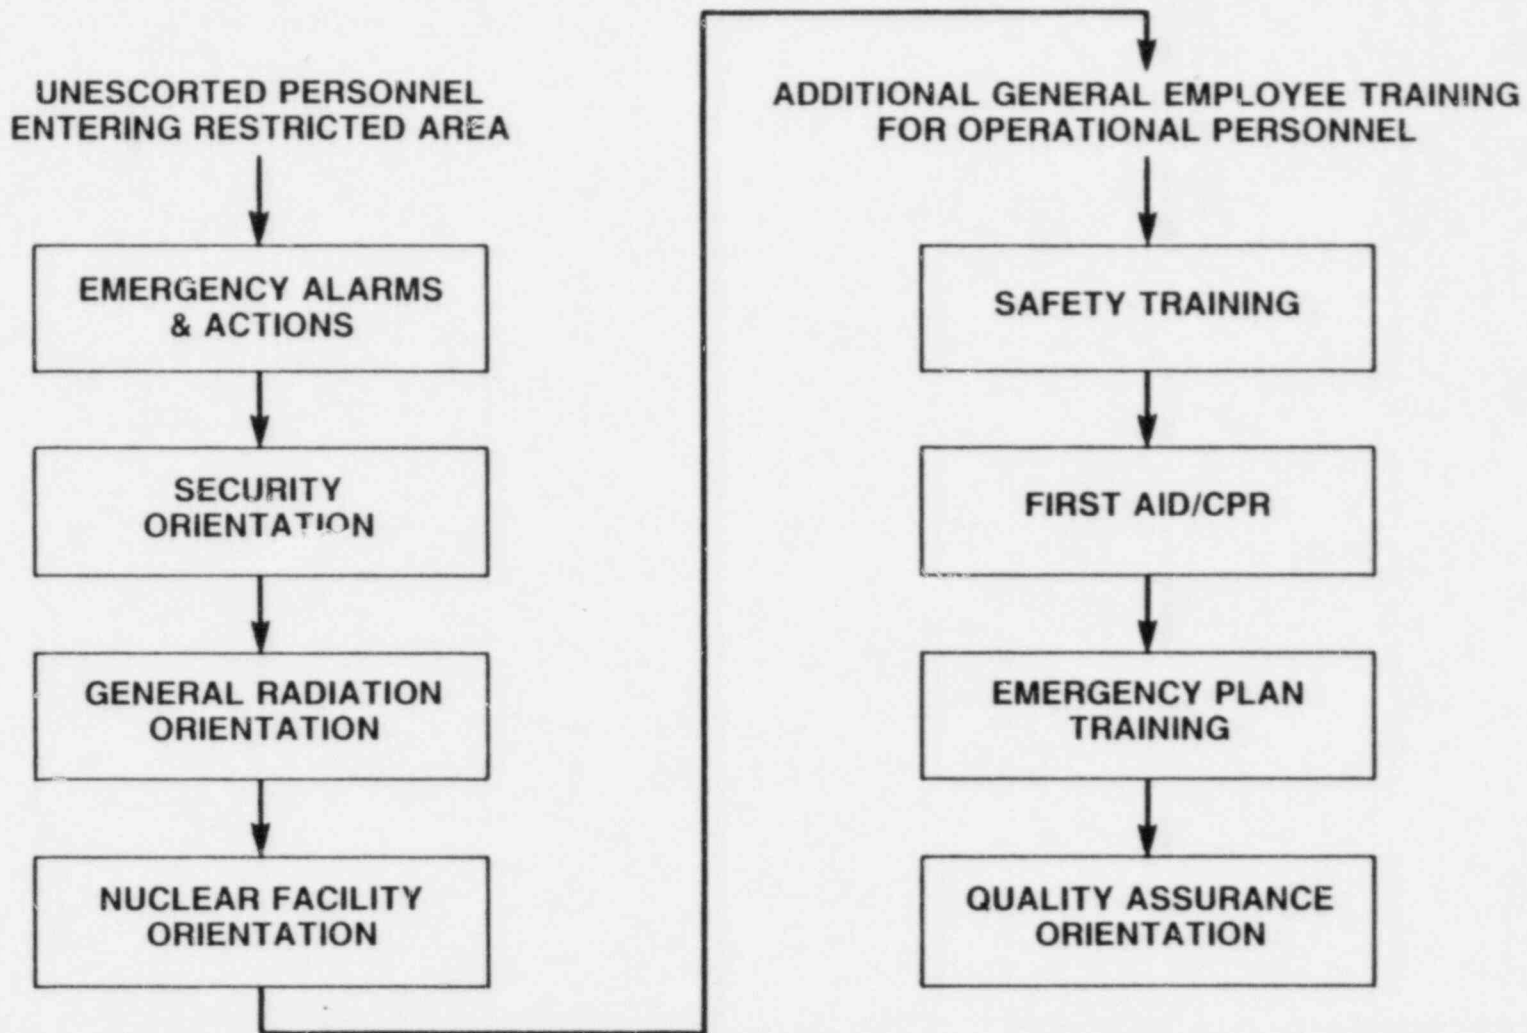 UNESCORTED PERSONNEL
ENTERING RESTRICTED AREA
EMERGENCY ALARMS
& ACTIONS
SECURITY
ORIENTATION
GENERAL RADIATION
ORIENTATION
NUCLEAR FACILITY
ORIENTATION
ADDITIONAL GENERAL EMPLOYEE TRAINING
FOR OPERATIONAL PERSONNEL
SAFETY TRAINING
FIRST AID/CPR
EMERGENCY PLAN
TRAINING
QUALITY ASSURANCE
ORIENTATION